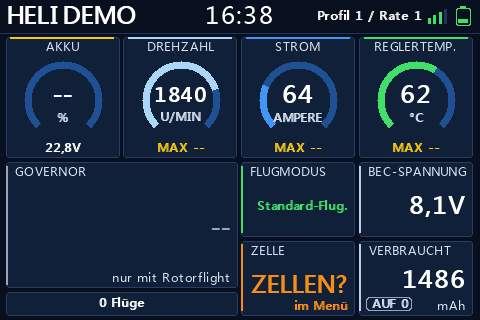 HELI DEMO 16:38 Profil 1 / Rate 1
AKKU
--
%
22,8V
DREHZAHL
1840
U/MIN
MAX --
STROM
64
AMPERE
MAX --
REGLERTEMP.
62
°C
MAX --
GOVERNOR
--
nur mit Rotorflight
FLUGMODUS
Standard-Flug.
BEC-SPANNUNG
8,1V
0 Flüge
ZELLE
ZELLEN?
im Menü
VERBRAUCHT
1486
AUF 0 mAh